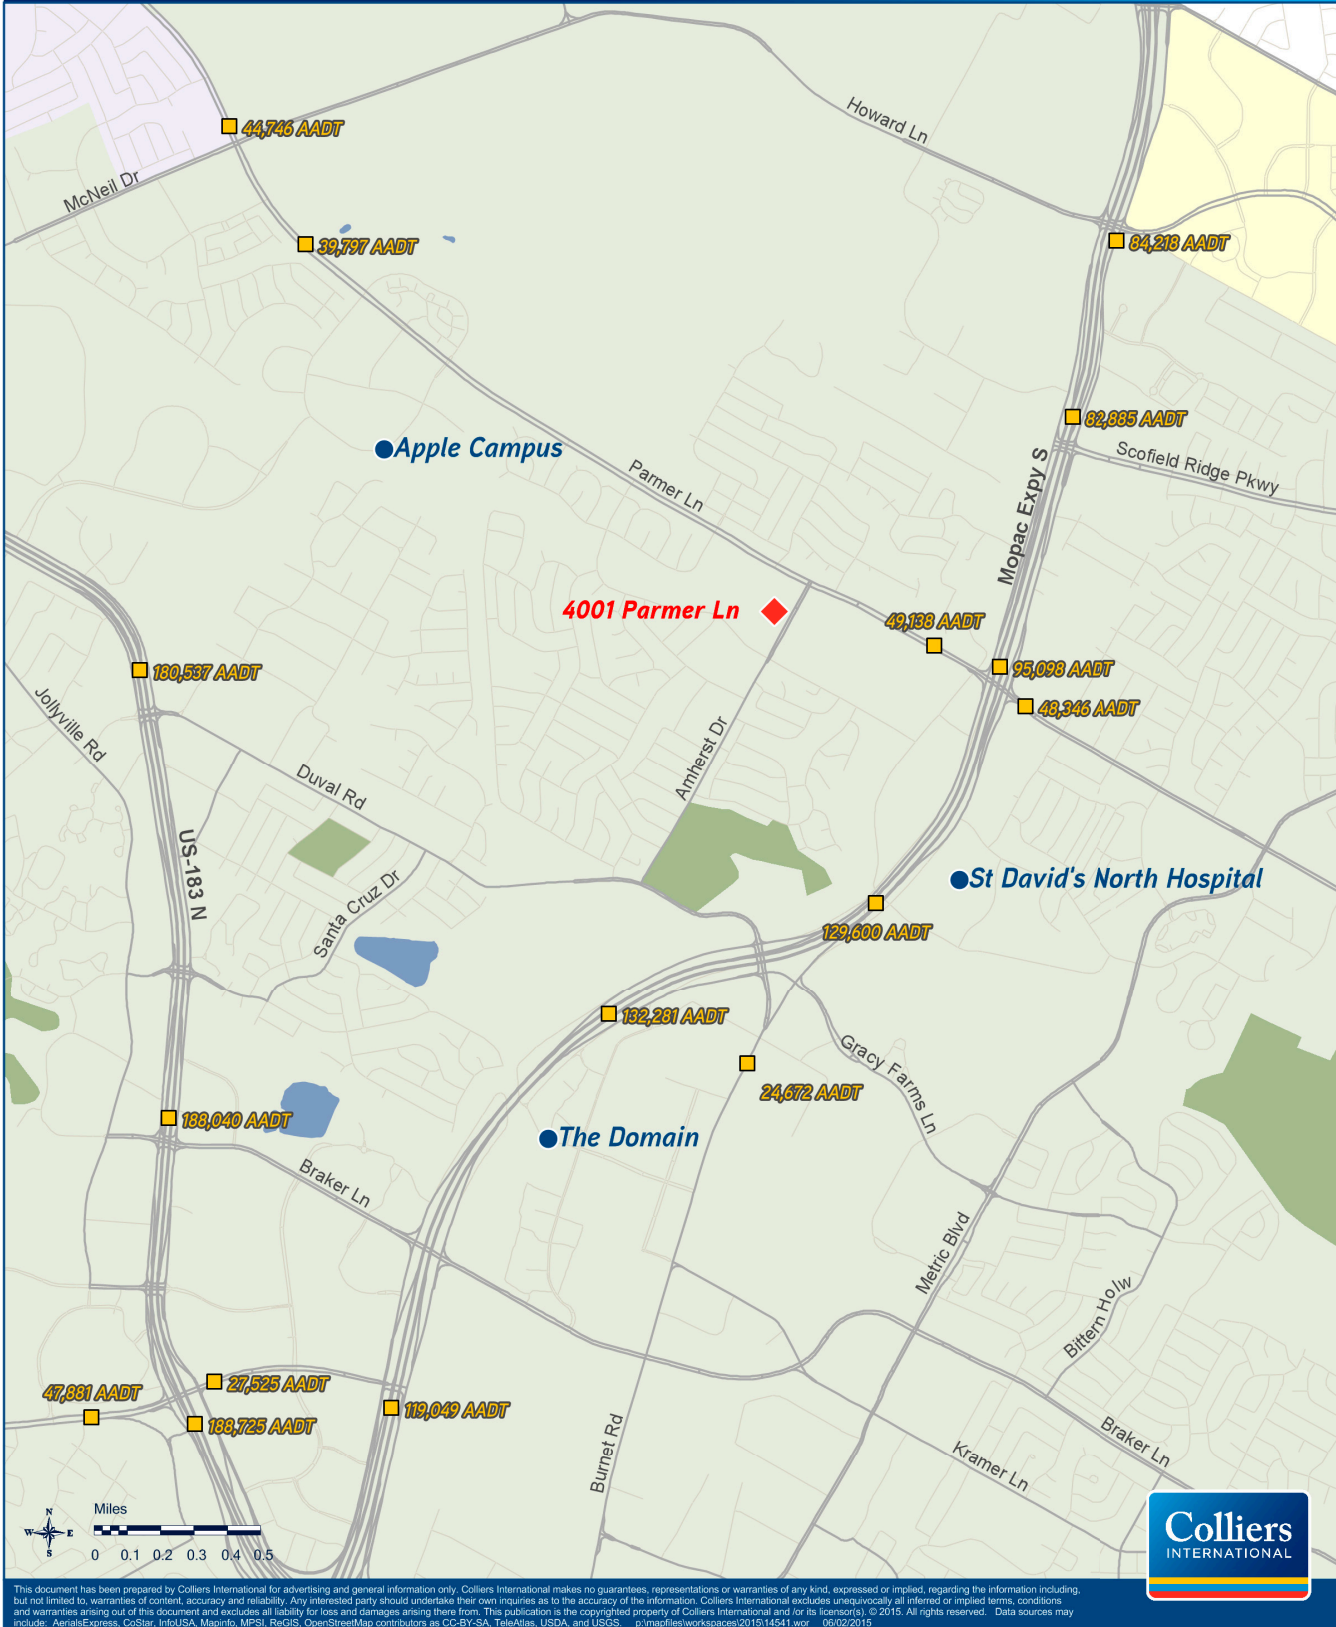 44,746 AADT
Howard Ln
McNeil Dr
39,797 AADT
84,218 AADT
82,885 AADT
Apple Campus
Scofield Ridge Pkwy
Parmer Ln
Mopac Expy S
4001 Parmer Ln
49,138 AADT
180,537 AADT
95,098 AADT
48,346 AADT
Jollyville Rd
Amherst Dr
Duval Rd
US-183 N
St David's North Hospital
Santa Cruz Dr
129,600 AADT
132,281 AADT
Gracy Farms Ln
24,672 AADT
188,040 AADT
The Domain
Braker Ln
Metric Blvd
Bittern Holw
27,525 AADT
47,881 AADT
119,049 AADT
188,725 AADT
Burnet Rd
Braker Ln
Kramer Ln
N
W E
S
Miles
0 0.1 0.2 0.3 0.4 0.5
Colliers
INTERNATIONAL
This document has been prepared by Colliers International for advertising and general information only. Colliers International makes no guarantees, representations or warranties of any kind, expressed or implied, regarding the information including,
but not limited to, warranties of content, accuracy and reliability. Any interested party should undertake their own inquiries as to the accuracy of the information. Colliers International excludes unequivocally all inferred or implied terms, conditions
and warranties arising out of this document and excludes all liability for loss and damages arising there from. This publication is the copyrighted property of Colliers International and /or its licensor(s). © 2015. All rights reserved. Data sources may
include: AerialsExpress, CoStar, InfoUSA, Mapinfo, MPSI, ReGIS, OpenStreetMap contributors as CC-BY-SA, TeleAtlas, USDA, and USGS. p:\mapfiles\workspaces\2015\14541.wor 06/02/2015